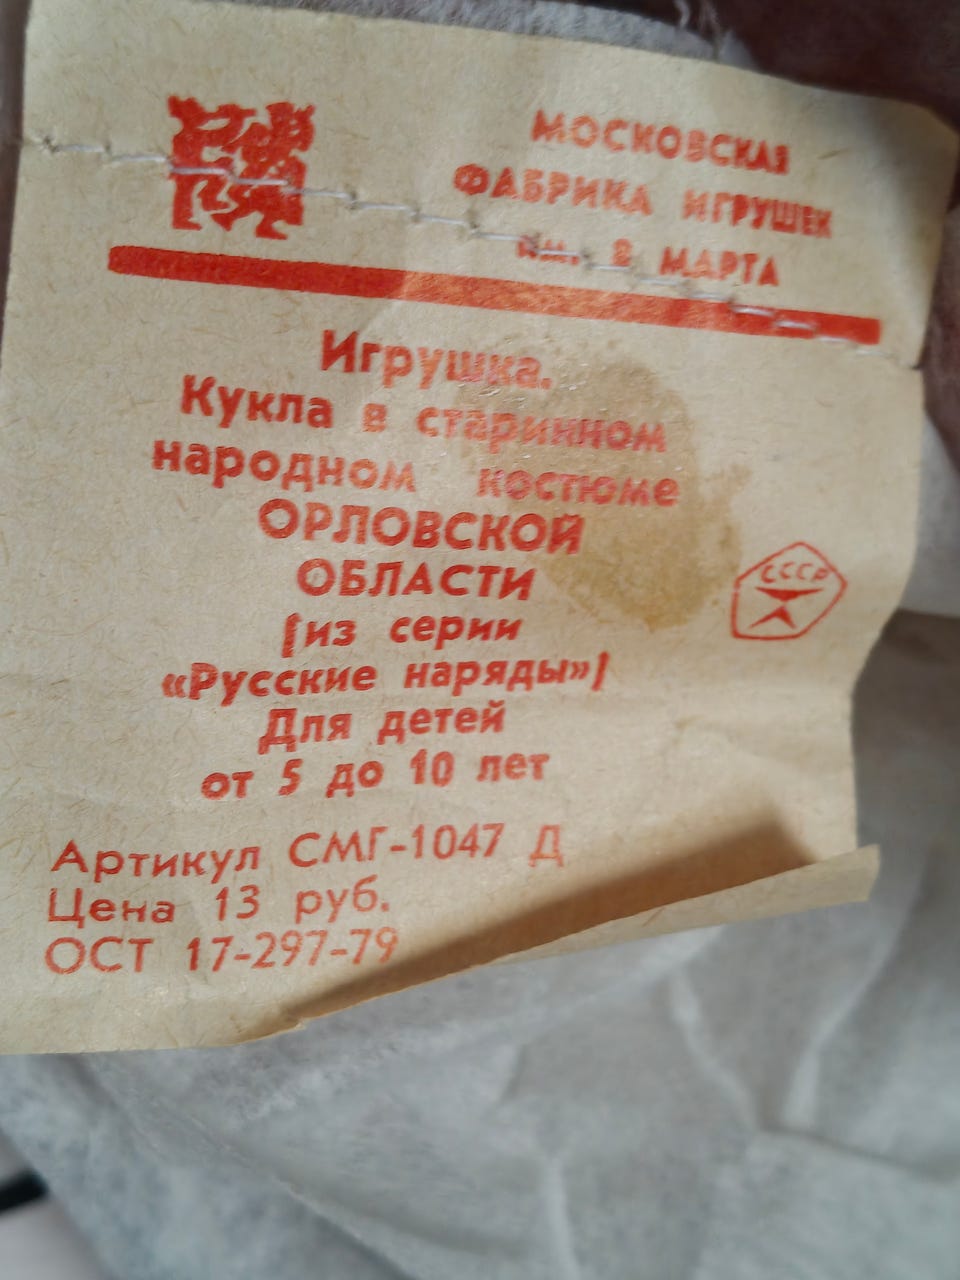 МОСКОВСКАЯ
ФАБРИКА ИГРУШЕК
ИМ. 8 МАРТА
Игрушка.
Кукла в старинном
народном костюме
ОРЛОВСКОЙ
ОБЛАСТИ
(из серии
«Русские наряды»)
Для детей
от 5 до 10 лет
СССР
Артикул СМГ-1047 Д
Цена 13 руб.
ОСТ 17-297-79